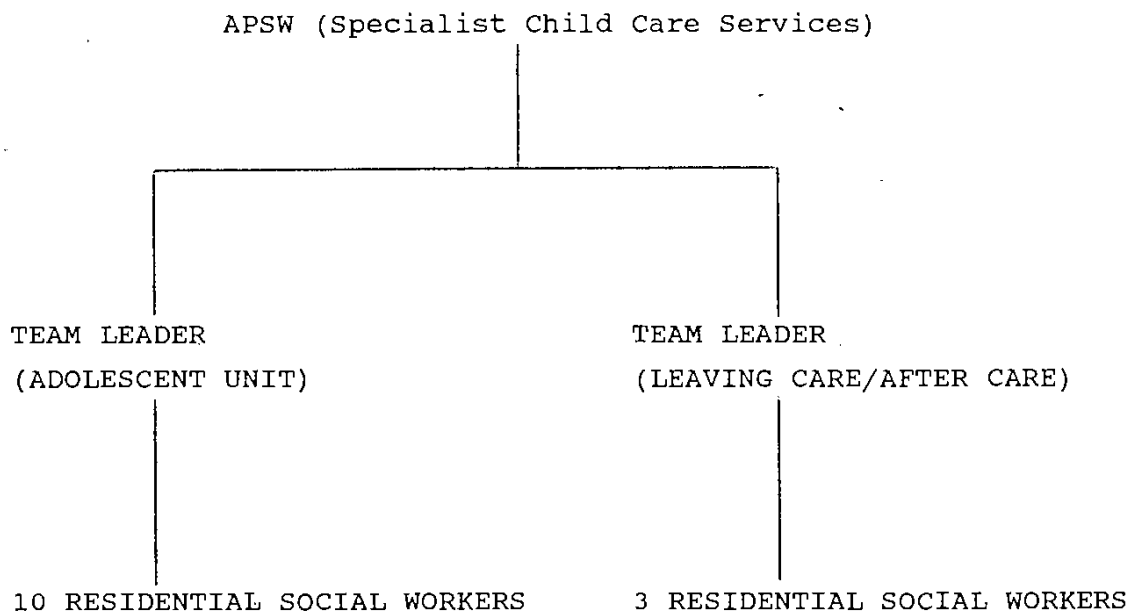 APSW (Specialist Child Care Services)
TEAM LEADER
(ADOLESCENT UNIT)
TEAM LEADER
(LEAVING CARE/AFTER CARE)
10 RESIDENTIAL SOCIAL WORKERS
3 RESIDENTIAL SOCIAL WORKERS